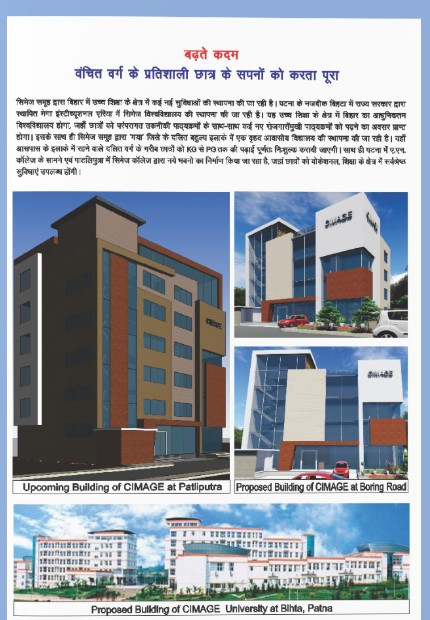 बढ़ते कदम
वंचित वर्ग के प्रतिशाली छात्र के सपनों को करता पूरा
सिमेज समूह द्वारा बिहार में उच्च शिक्षा के क्षेत्र में कई नई सुविधाओं की स्थापना की जा रही है। पटना के नजदीक बिहटा में राज्य सरकार द्वारा
स्थापित मेगा इंस्टीच्यूशनल एरिया में सिमेज विश्वविद्यालय की स्थापना की जा रही है। यह उच्च शिक्षा के क्षेत्र में बिहार का आधुनिकतम
विश्वविद्यालय होगा, जहाँ छात्रों को परंपरागत तकनीकी पाठ्यक्रमों के साथ-साथ कई नए रोजगारोंमुखी पाठ्यक्रमों को पढ़ने का अवसर प्राप्त
होगा। इसके साथ ही सिमेज समूह द्वारा 'गया' जिले के दलित बहुल्य इलाके में एक वृहद आवासीय विद्यालय की स्थापना की जा रही है। यहाँ
आसपास के इलाके में रहने वाले दलित वर्ग के गरीब छात्रों को KG से PG तक की पढ़ाई पूर्णतः निःशुल्क करायी जाएगी। साथ ही पटना में ए.एन.
कॉलेज के सामने एवं पाटलिपुत्रा में सिमेज कॉलेज द्वारा नये भवनो का निर्माण किया जा रहा है, जहां छात्रों को वोकेशनल, शिक्षा के क्षेत्र में सर्वश्रेष्ठ
सुविधाएं उपलब्ध होंगी।
CIMAGE
CIMAGE
CIMAGE
Upcoming Building of CIMAGE at Patliputra
Proposed Building of CIMAGE at Boring Road
Proposed Building of CIMAGE University at Bihta, Patna